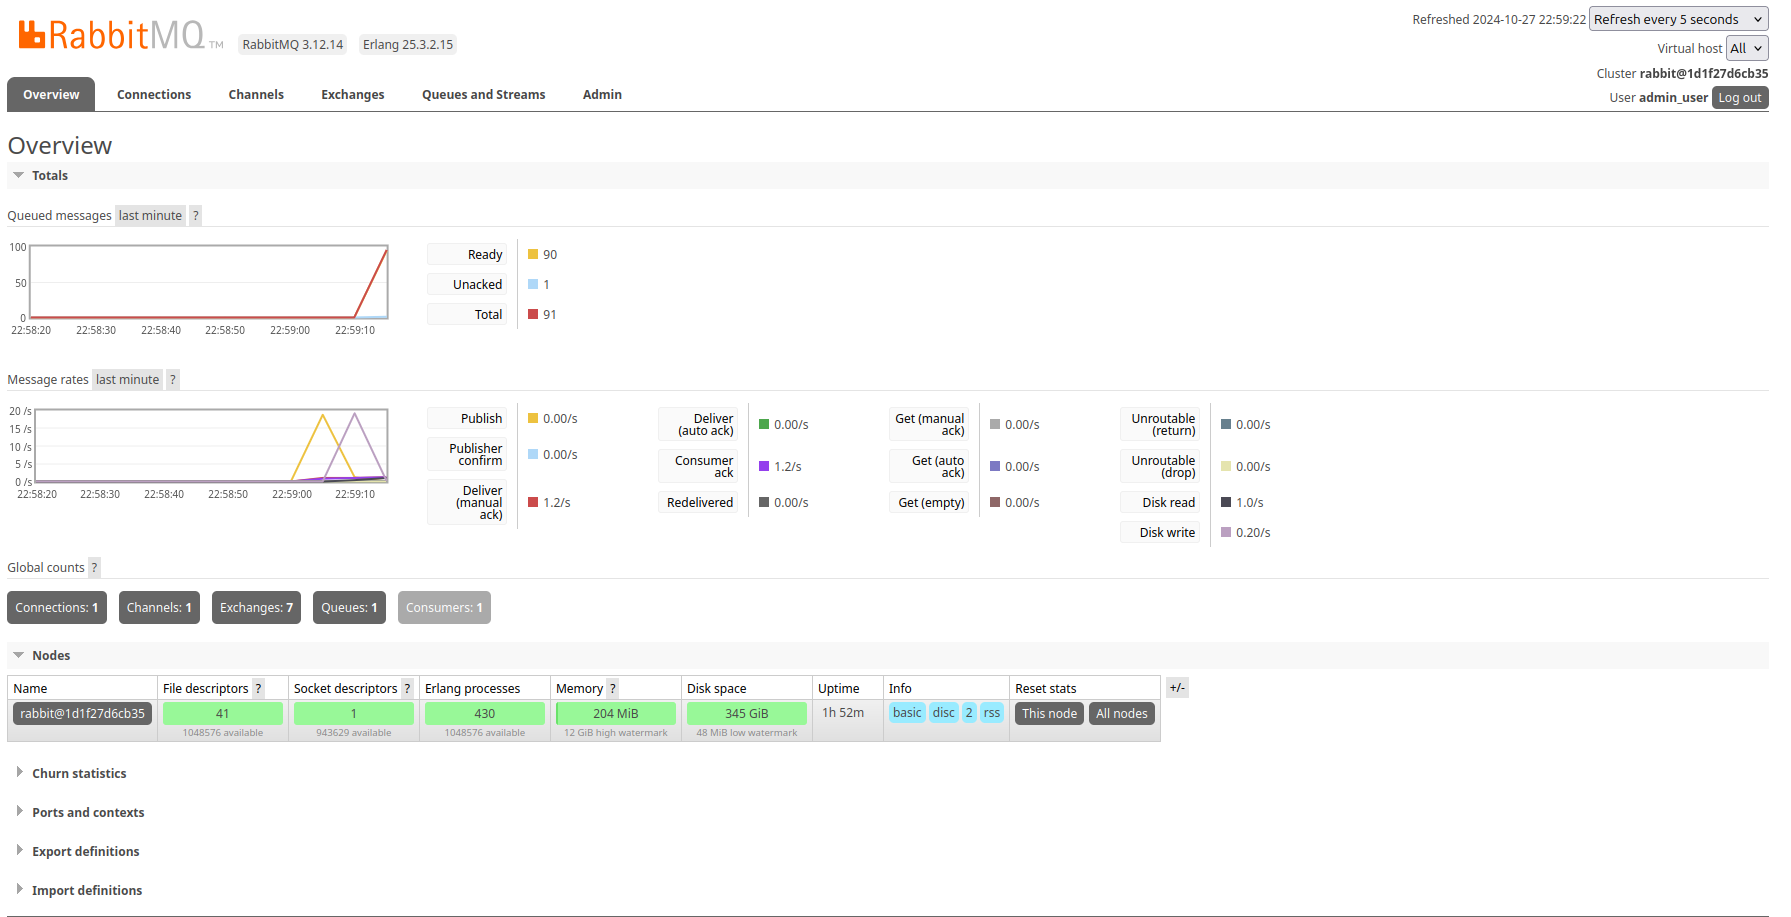 RabbitMQ TM RabbitMQ 3.12.14 Erlang 25.3.2.15
Refreshed 2024-10-27 22:59:22 Refresh every 5 seconds
Virtual host All
Cluster rabbit@1d1f27d6cb35
User admin_user Log out
Overview Connections Channels Exchanges Queues and Streams Admin
Overview
Totals
Queued messages last minute ?
100
50
0
22:58:20 22:58:30 22:58:40 22:58:50 22:59:00 22:59:10
Ready 90
Unacked 1
Total 91
Message rates last minute ?
20 /s
15 /s
10 /s
5 /s
0 /s
22:58:20 22:58:30 22:58:40 22:58:50 22:59:00 22:59:10
Publish 0.00/s
Publisher
confirm 0.00/s
Deliver
(manual
ack) 1.2/s
Deliver
(auto ack) 0.00/s
Consumer
ack 1.2/s
Redelivered 0.00/s
Get (manual
ack) 0.00/s
Get (auto
ack) 0.00/s
Get (empty) 0.00/s
Unroutable
(return) 0.00/s
Unroutable
(drop) 0.00/s
Disk read 1.0/s
Disk write 0.20/s
Global counts ?
Connections: 1 Channels: 1 Exchanges: 7 Queues: 1 Consumers: 1
Nodes
Name File descriptors ? Socket descriptors ? Erlang processes Memory ? Disk space Uptime Info Reset stats +/-
rabbit@1d1f27d6cb35 41 1 430 204 MiB 345 GiB 1h 52m basic disc 2 rss This node All nodes
1048576 available 943629 available 1048576 available 12 GiB high watermark 48 MiB low watermark
Churn statistics
Ports and contexts
Export definitions
Import definitions